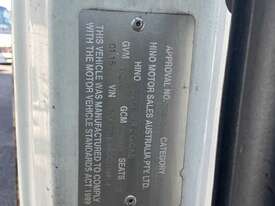 APPROVAL NO. CATEGORY
HINO MOTOR SALES AUSTRALIA PTY. LTD.
HINO
GVM GCM SEATS
VIN
THIS VEHICLE WAS MANUFACTURED TO COMPLY
WITH THE MOTOR VEHICLE STANDARDS ACT 1989